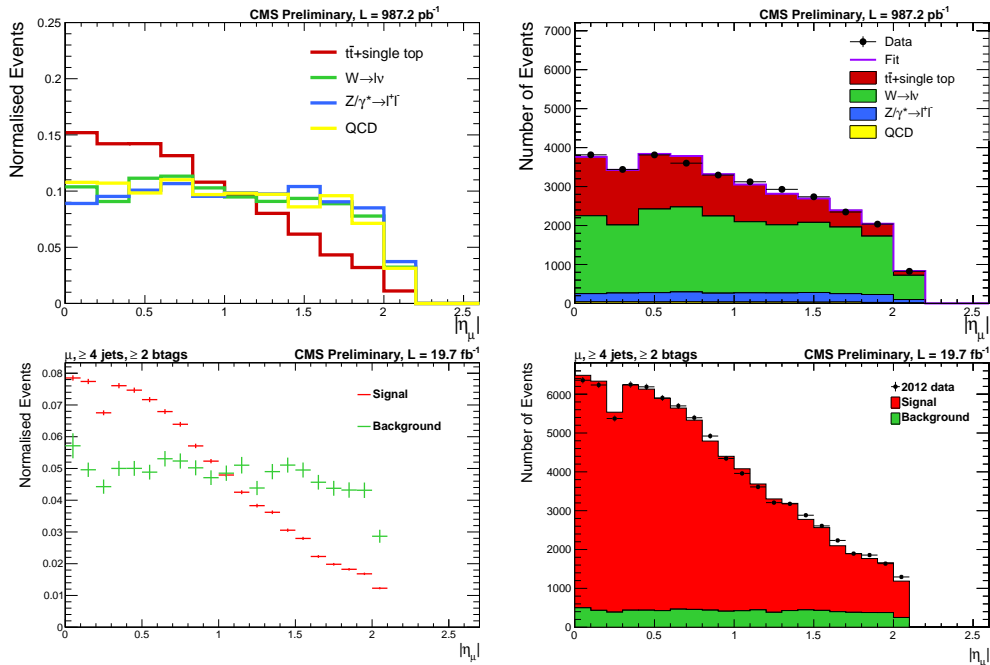 CMS Preliminary, L = 987.2 pb⁻¹
Normalised Events
0.25
0.2
0.15
0.1
0.05
0
tt̄+single top
W→lν
Z/γ*→l⁺l⁻
QCD
0 0.5 1 1.5 2 2.5
|η_μ|
CMS Preliminary, L = 987.2 pb⁻¹
Number of Events
7000
6000
5000
4000
3000
2000
1000
0
Data
Fit
tt̄+single top
W→lν
Z/γ*→l⁺l⁻
QCD
0 0.5 1 1.5 2 2.5
|η_μ|
μ, ≥ 4 jets, ≥ 2 btags CMS Preliminary, L = 19.7 fb⁻¹
Normalised Events
0.08
0.07
0.06
0.05
0.04
0.03
0.02
0.01
0
Signal
Background
0 0.5 1 1.5 2 2.5
|η_μ|
μ, ≥ 4 jets, ≥ 2 btags CMS Preliminary, L = 19.7 fb⁻¹
Number of Events
6000
5000
4000
3000
2000
1000
0
2012 data
Signal
Background
0 0.5 1 1.5 2 2.5
|η_μ|